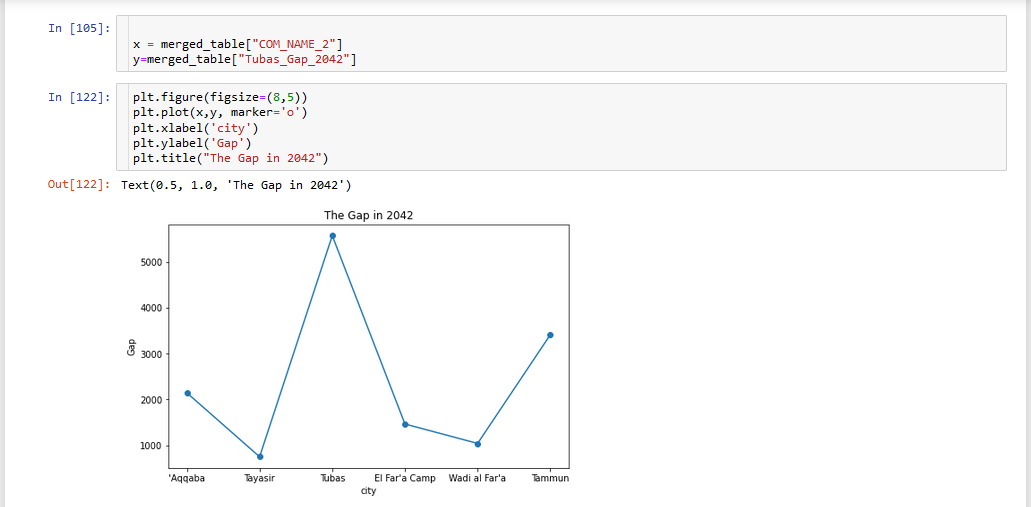 In [105]:
x = merged_table["COM_NAME_2"]
y=merged_table["Tubas_Gap_2042"]
In [122]:
plt.figure(figsize=(8,5))
plt.plot(x,y, marker='o')
plt.xlabel('city')
plt.ylabel('Gap')
plt.title("The Gap in 2042")
Out[122]: Text(0.5, 1.0, 'The Gap in 2042')
The Gap in 2042
5000
4000
3000
2000
1000
Gap
'Aqqaba Tayasir Tubas El Far'a Camp Wadi al Far'a Tammun
city